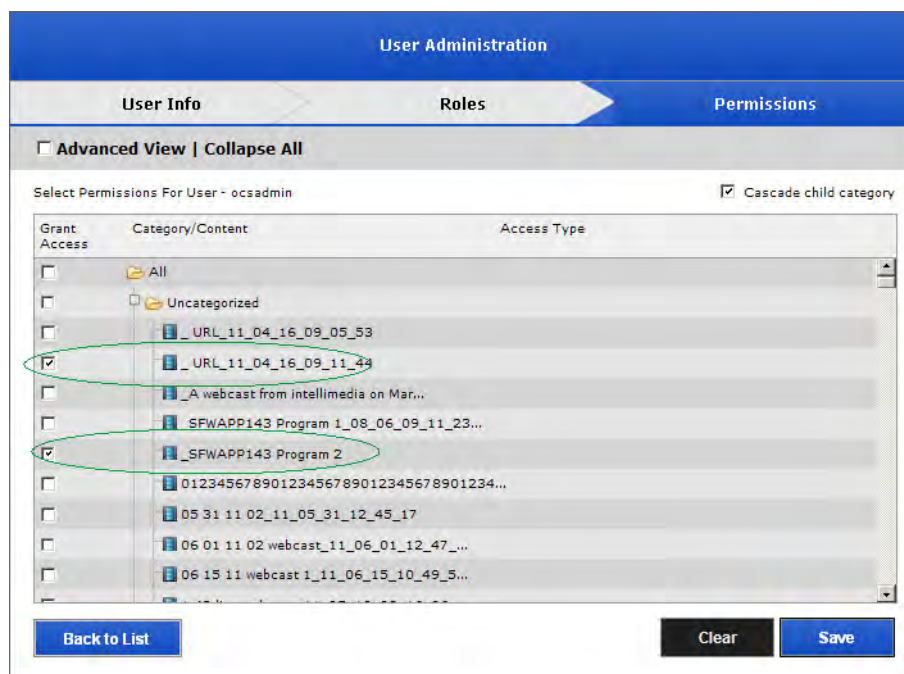 User Administration
User Info Roles Permissions
Advanced View | Collapse All
Select Permissions For User - ocsadmin Cascade child category
Grant Access Category/Content Access Type
All
Uncategorized
_ URL_11_04_16_09_05_53
_ URL_11_04_16_09_11_44
_A webcast from intellimedia on Mar...
_SFWAPP143 Program 1_08_06_09_11_23...
_SFWAPP143 Program 2
0123456789012345678901234568901234...
05 31 11 02_11_05_31_12_45_17
06 01 11 02 webcast_11_06_01_12_47_...
06 15 11 webcast 1_11_06_15_10_49_5...
Back to List Clear Save